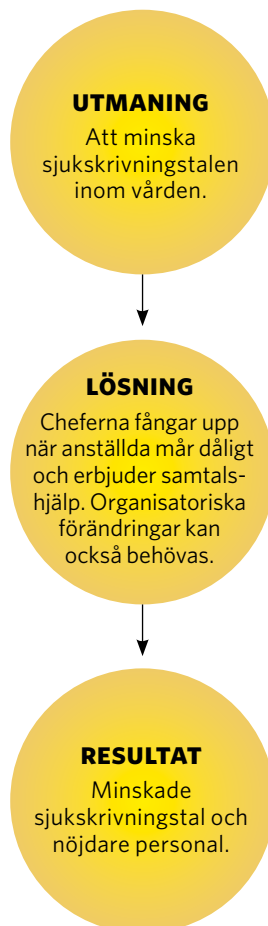 UTMANING
Att minska
sjukskrivningstalen
inom vården.
LÖSNING
Cheferna fångar upp
när anställda mår dåligt
och erbjuder samtals-
hjälp. Organisatoriska
förändringar kan
också behövas.
RESULTAT
Minskade
sjukskrivningstal och
nöjdare personal.